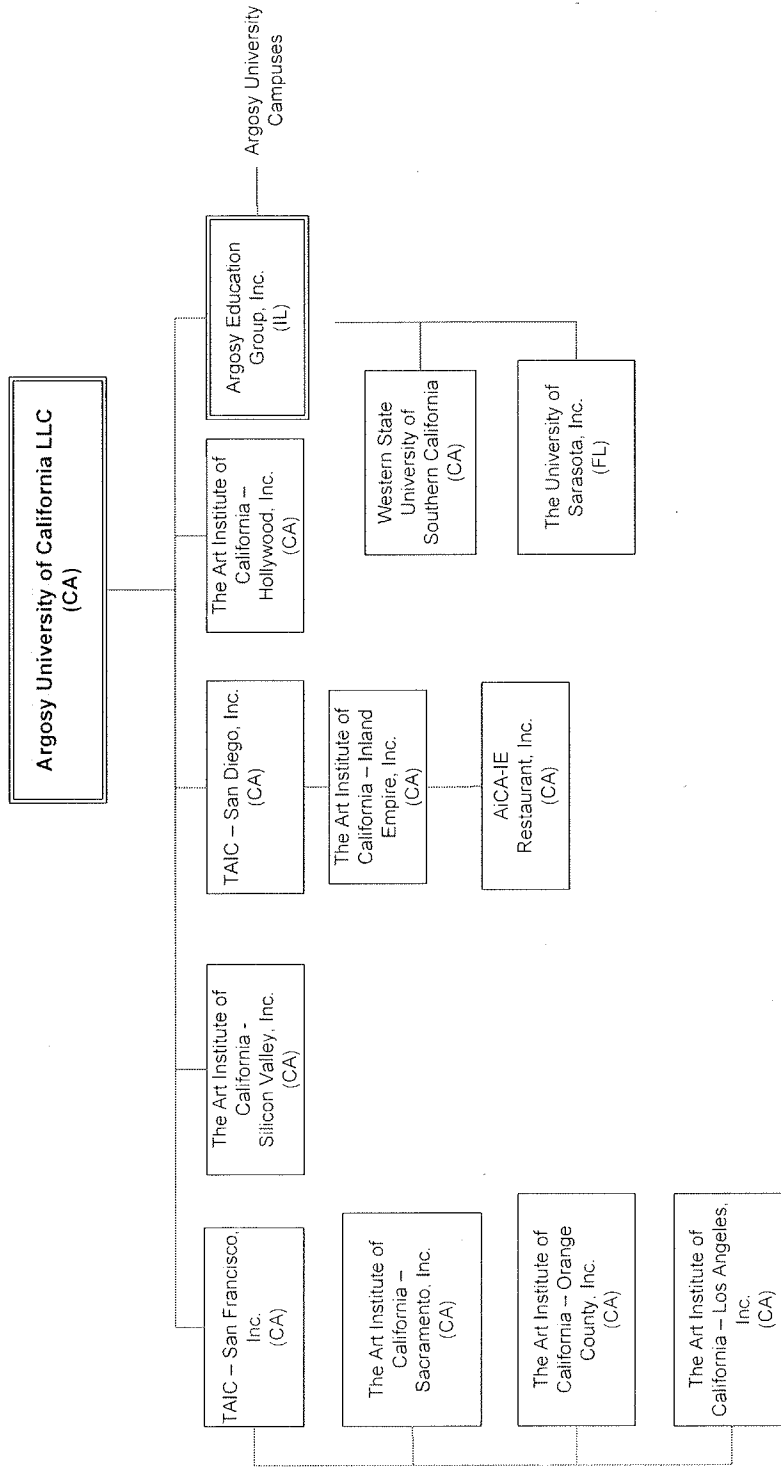 Argosy University of California LLC
(CA)
TAIC – San Francisco,
Inc.
(CA)
The Art Institute of
California -
Silicon Valley, Inc.
(CA)
TAIC – San Diego, Inc.
(CA)
The Art Institute of
California –
Hollywood, Inc.
(CA)
Argosy Education
Group, Inc.
(IL)
Argosy University
Campuses
The Art Institute of
California –
Sacramento, Inc.
(CA)
The Art Institute of
California – Orange
County, Inc.
(CA)
The Art Institute of
California – Los Angeles,
Inc.
(CA)
The Art Institute of
California – Inland
Empire, Inc.
(CA)
AiCA-IE
Restaurant, Inc.
(CA)
Western State
University of
Southern California
(CA)
The University of
Sarasota, Inc.
(FL)